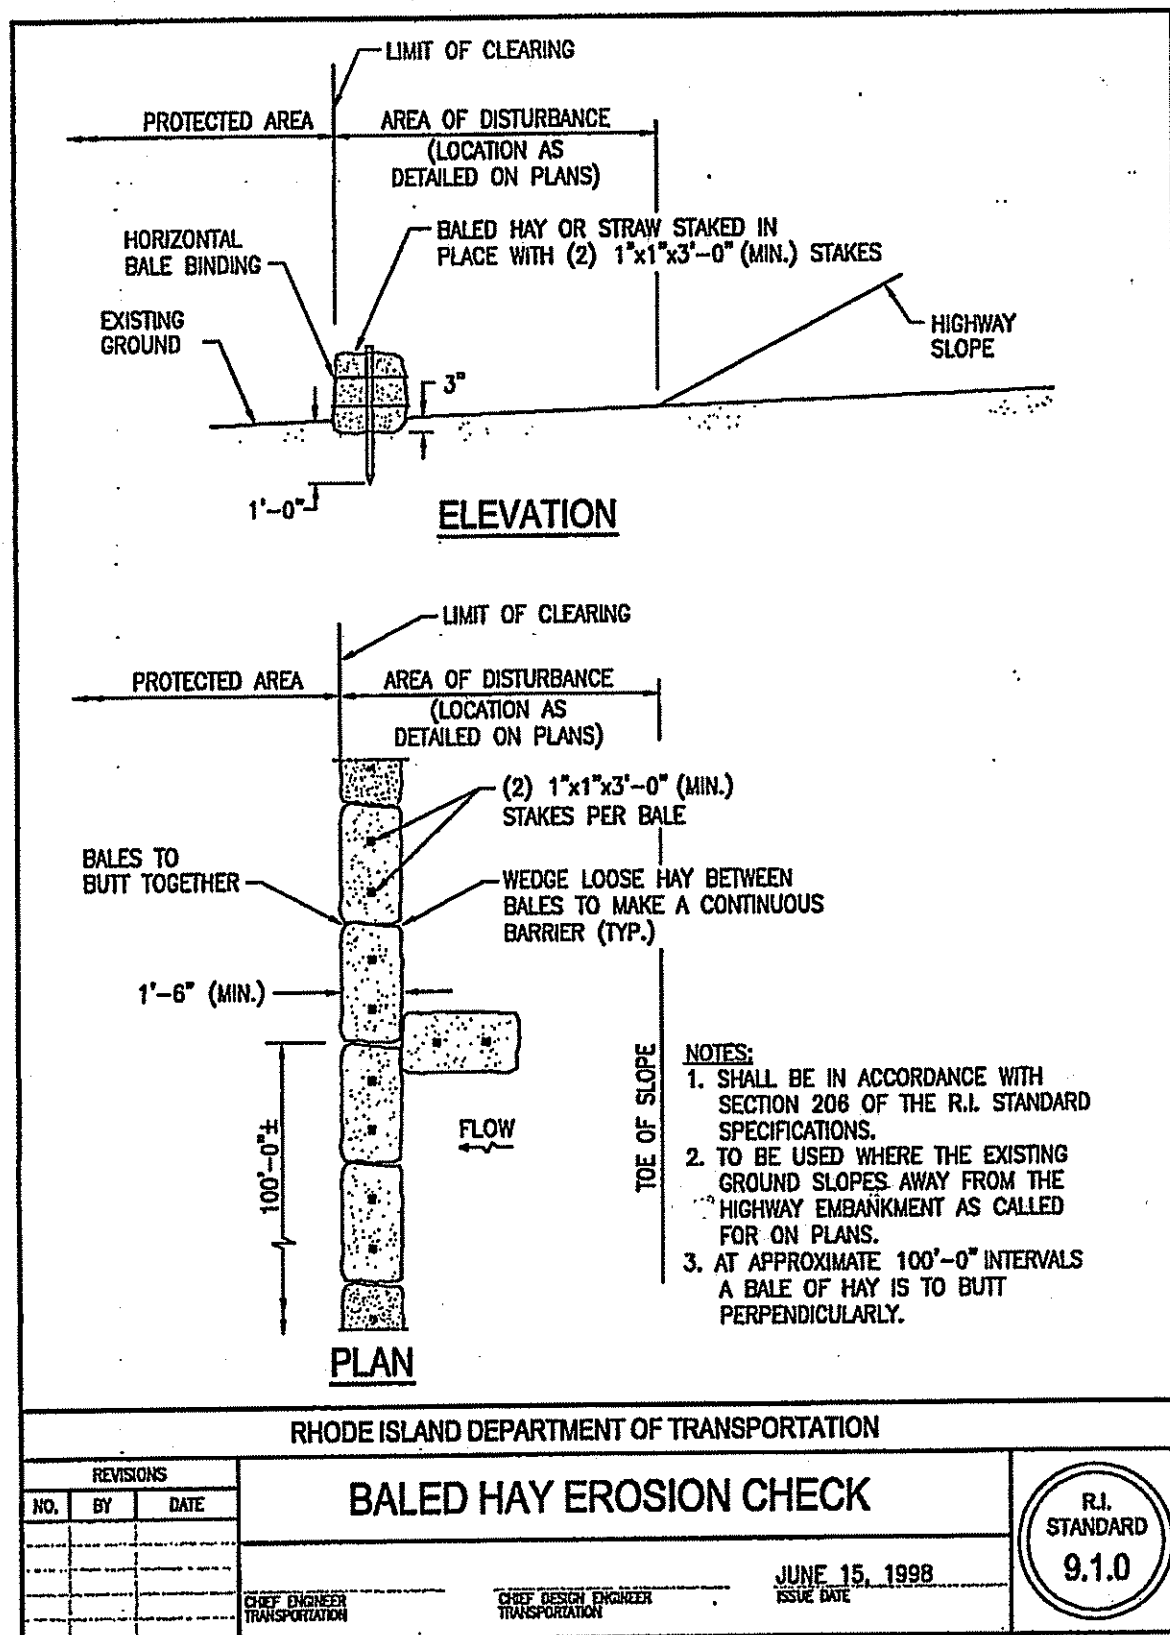 LIMIT OF CLEARING
PROTECTED AREA
AREA OF DISTURBANCE
(LOCATION AS
DETAILED ON PLANS)
HORIZONTAL
BALE BINDING
BALED HAY OR STRAW STAKED IN
PLACE WITH (2) 1"x1"x3'-0" (MIN.) STAKES
EXISTING
GROUND
HIGHWAY
SLOPE
3"
1'-0"
ELEVATION
LIMIT OF CLEARING
PROTECTED AREA
AREA OF DISTURBANCE
(LOCATION AS
DETAILED ON PLANS)
(2) 1"x1"x3'-0" (MIN.)
STAKES PER BALE
BALES TO
BUTT TOGETHER
WEDGE LOOSE HAY BETWEEN
BALES TO MAKE A CONTINUOUS
BARRIER (TYP.)
1'-6" (MIN.)
100'-0"±
FLOW
TOE OF SLOPE
NOTES:
1. SHALL BE IN ACCORDANCE WITH
SECTION 206 OF THE R.I. STANDARD
SPECIFICATIONS.
2. TO BE USED WHERE THE EXISTING
GROUND SLOPES AWAY FROM THE
HIGHWAY EMBANKMENT AS CALLED
FOR ON PLANS.
3. AT APPROXIMATE 100'-0" INTERVALS
A BALE OF HAY IS TO BUTT
PERPENDICULARLY.
PLAN
RHODE ISLAND DEPARTMENT OF TRANSPORTATION
REVISIONS
NO. BY DATE
BALED HAY EROSION CHECK
CHIEF ENGINEER
TRANSPORTATION
CHIEF DESIGN ENGINEER
TRANSPORTATION
JUNE 15, 1998
ISSUE DATE
R.I.
STANDARD
9.1.0